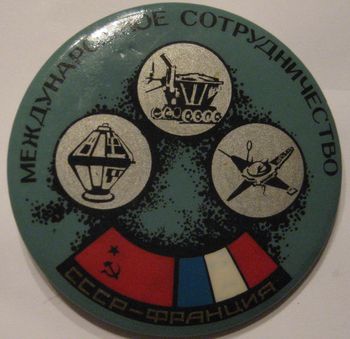 МЕЖДУНАРОДНОЕ СОТРУДНИЧЕСТВО
СССР-ФРАНЦИЯ